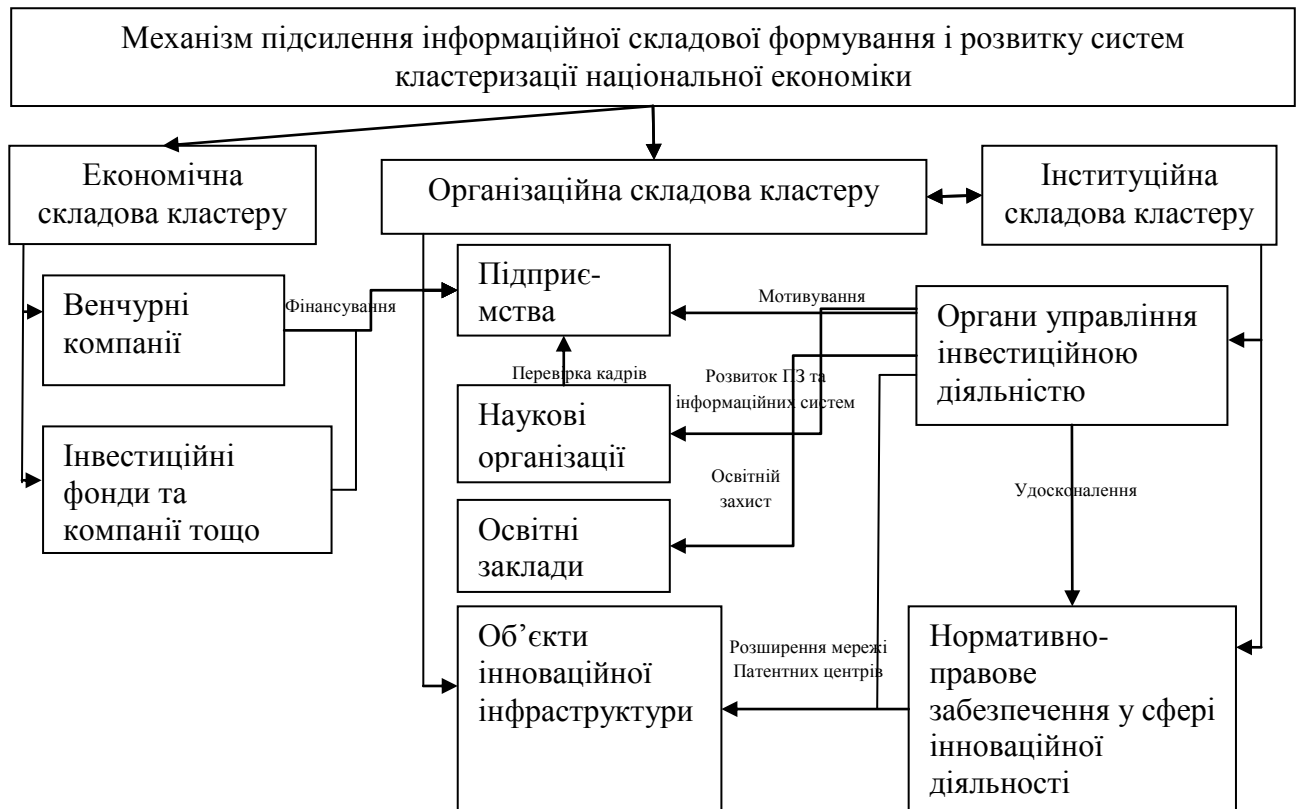 Механізм підсилення інформаційної складової формування і розвитку систем
кластеризації національної економіки
Економічна
складова кластеру
Організаційна складова кластеру
Інституційна
складова кластеру
Венчурні
компанії
Фінансування
Підприє-
мства
Мотивування
Органи управління
інвестиційною
діяльністю
Перевірка кадрів
Розвиток ПЗ та
інформаційних систем
Наукові
організації
Інвестиційні
фонди та
компанії тощо
Освітній
захист
Удосконалення
Освітні
заклади
Об’єкти
інноваційної
інфраструктури
Розширення мережі
Патентних центрів
Нормативно-
правове
забезпечення у сфері
інноваційної
діяльності